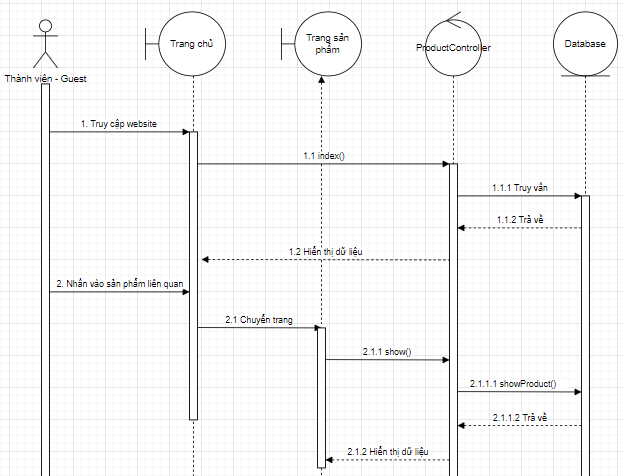 Trang chủ
Trang sản
phẩm
ProductController
Database
Thành viên - Guest
1. Truy cập website
1.1 index()
1.1.1 Truy vấn
1.1.2 Trả về
1.2 Hiển thị dữ liệu
2. Nhấn vào sản phẩm liên quan
2.1 Chuyển trang
2.1.1 show()
2.1.1.1 showProduct()
2.1.1.2 Trả về
2.1.2 Hiển thị dữ liệu